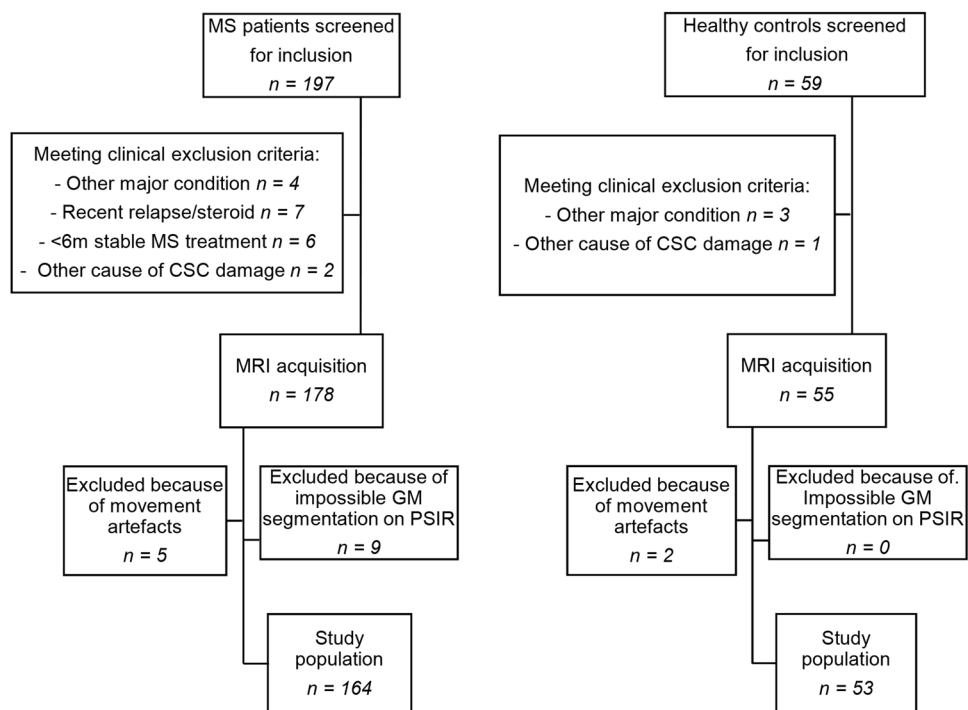 MS patients screened
for inclusion
n = 197
Meeting clinical exclusion criteria:
- Other major condition n = 4
- Recent relapse/steroid n = 7
- <6m stable MS treatment n = 6
- Other cause of CSC damage n = 2
MRI acquisition
n = 178
Excluded because
of movement
artefacts
n = 5
Excluded because of
impossible GM
segmentation on PSIR
n = 9
Study
population
n = 164
Healthy controls screened
for inclusion
n = 59
Meeting clinical exclusion criteria:
- Other major condition n = 3
- Other cause of CSC damage n = 1
MRI acquisition
n = 55
Excluded because
of movement
artefacts
n = 2
Excluded because of.
Impossible GM
segmentation on PSIR
n = 0
Study
population
n = 53